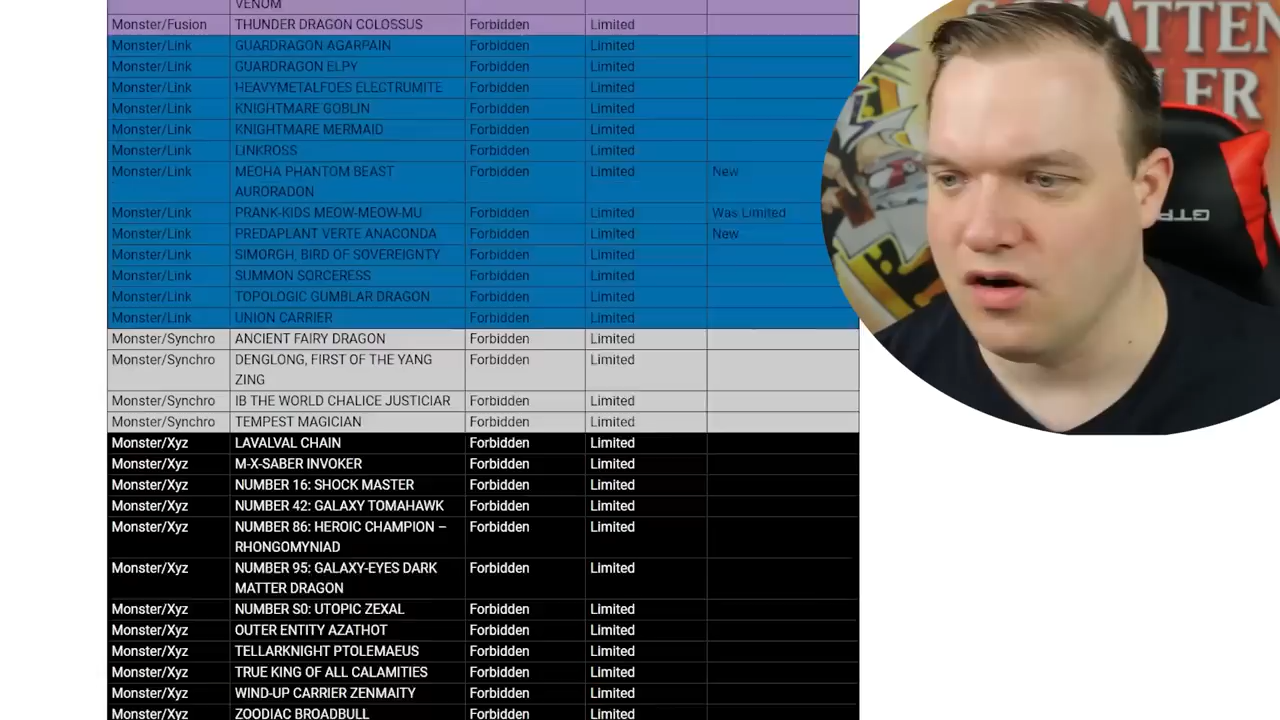 VENOM
Monster/Fusion THUNDER DRAGON COLOSSUS Forbidden Limited
Monster/Link GUARDRAGON AGARPAIN Forbidden Limited
Monster/Link GUARDRAGON ELPY Forbidden Limited
Monster/Link HEAVYMETALFOES ELECTRUMITE Forbidden Limited
Monster/Link KNIGHTMARE GOBLIN Forbidden Limited
Monster/Link KNIGHTMARE MERMAID Forbidden Limited
Monster/Link LINKROSS Forbidden Limited
Monster/Link MECHA PHANTOM BEAST Forbidden Limited New
AURORADON
Monster/Link PRANK-KIDS MEOW-MEOW-MU Forbidden Limited Was Limited
Monster/Link PREDAPLANT VERTE ANACONDA Forbidden Limited New
Monster/Link SIMORGH, BIRD OF SOVEREIGNTY Forbidden Limited
Monster/Link SUMMON SORCERESS Forbidden Limited
Monster/Link TOPOLOGIC GUMBLAR DRAGON Forbidden Limited
Monster/Link UNION CARRIER Forbidden Limited
Monster/Synchro ANCIENT FAIRY DRAGON Forbidden Limited
Monster/Synchro DENGLONG, FIRST OF THE YANG Forbidden Limited
ZING
Monster/Synchro IB THE WORLD CHALICE JUSTICIAR Forbidden Limited
Monster/Synchro TEMPEST MAGICIAN Forbidden Limited
Monster/Xyz LAVALVAL CHAIN Forbidden Limited
Monster/Xyz M-X-SABER INVOKER Forbidden Limited
Monster/Xyz NUMBER 16: SHOCK MASTER Forbidden Limited
Monster/Xyz NUMBER 42: GALAXY TOMAHAWK Forbidden Limited
Monster/Xyz NUMBER 86: HEROIC CHAMPION – Forbidden Limited
RHONGOMYNIAD
Monster/Xyz NUMBER 95: GALAXY-EYES DARK Forbidden Limited
MATTER DRAGON
Monster/Xyz NUMBER S0: UTOPIC ZEXAL Forbidden Limited
Monster/Xyz OUTER ENTITY AZATHOT Forbidden Limited
Monster/Xyz TELLARKNIGHT PTOLEMAEUS Forbidden Limited
Monster/Xyz TRUE KING OF ALL CALAMITIES Forbidden Limited
Monster/Xyz WIND-UP CARRIER ZENMAITY Forbidden Limited
Monster/Xyz ZOODIAC BROADBULL Forbidden Limited